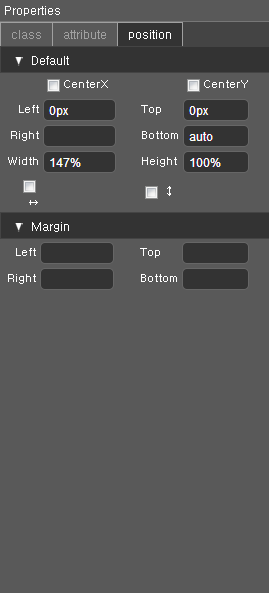 Properties
class attribute position
▼ Default
CenterX CenterY
Left 0px Top 0px
Right Bottom auto
Width 147% Height 100%
↔ ↕
▼ Margin
Left Top
Right Bottom